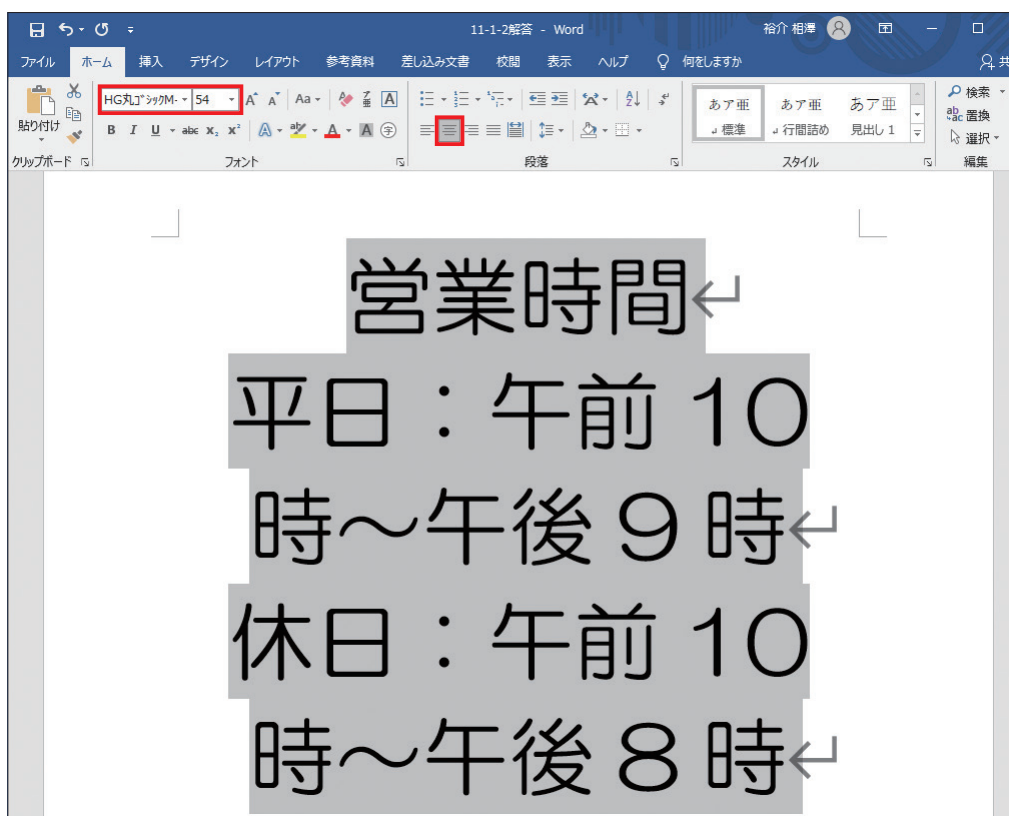 11-1-2解答 - Word
裕介 相澤
ファイル ホーム 挿入 デザイン レイアウト 参考資料 差し込み文書 校閲 表示 ヘルプ 何をしますか 共
貼り付け
HG丸ｺﾞｼｯｸM- 54 A A Aa
B I U abc x₂ x² A aby A A 字
クリップボード フォント 段落 スタイル 編集
あア亜 あア亜 あア亜
標準 行間詰め 見出し 1
検索
置換
選択
営業時間
平日：午前 10
時～午後 9 時
休日：午前 10
時～午後 8 時